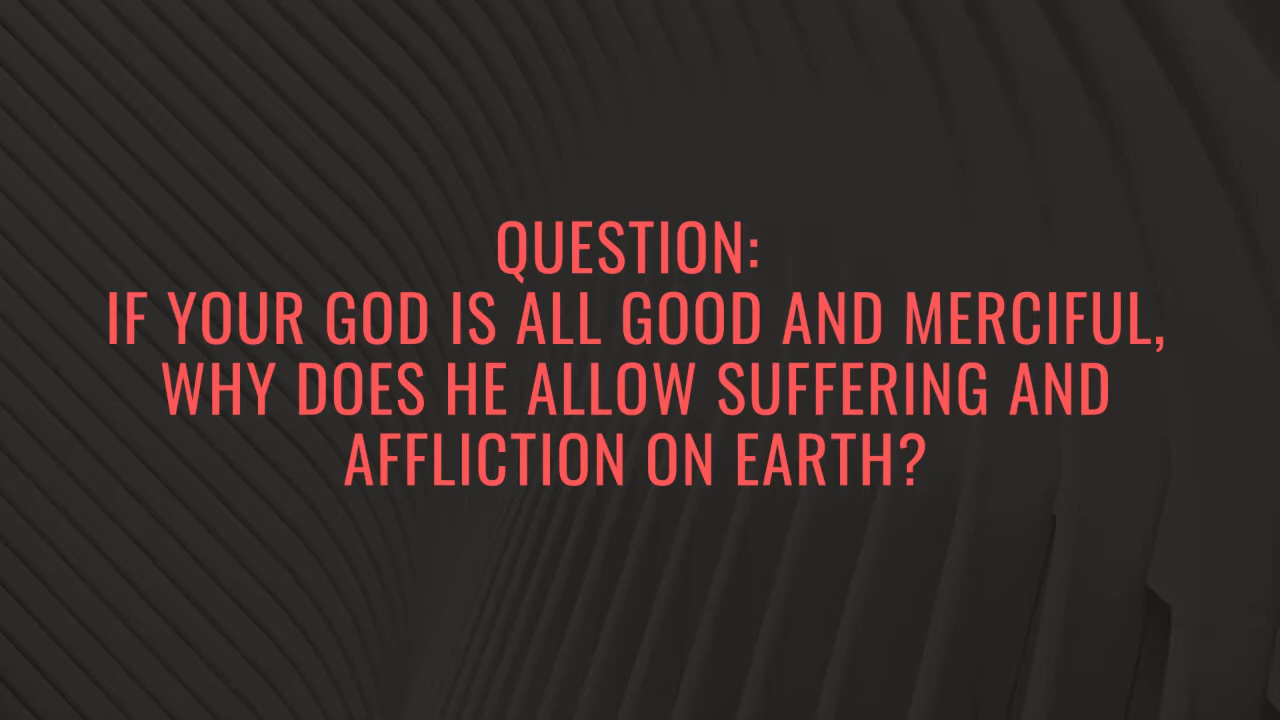 QUESTION:
IF YOUR GOD IS ALL GOOD AND MERCIFUL,
WHY DOES HE ALLOW SUFFERING AND
AFFLICTION ON EARTH?